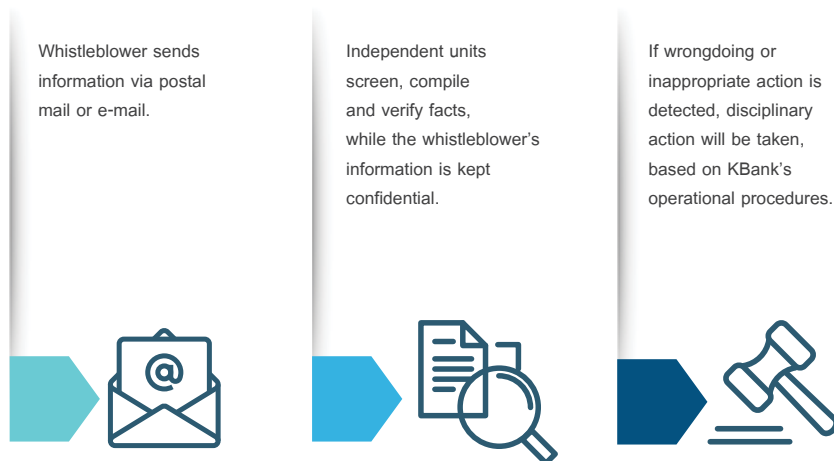 Whistleblower sends
information via postal
mail or e-mail.
Independent units
screen, compile
and verify facts,
while the whistleblower's
information is kept
confidential.
If wrongdoing or
inappropriate action is
detected, disciplinary
action will be taken,
based on KBank's
operational procedures.
@